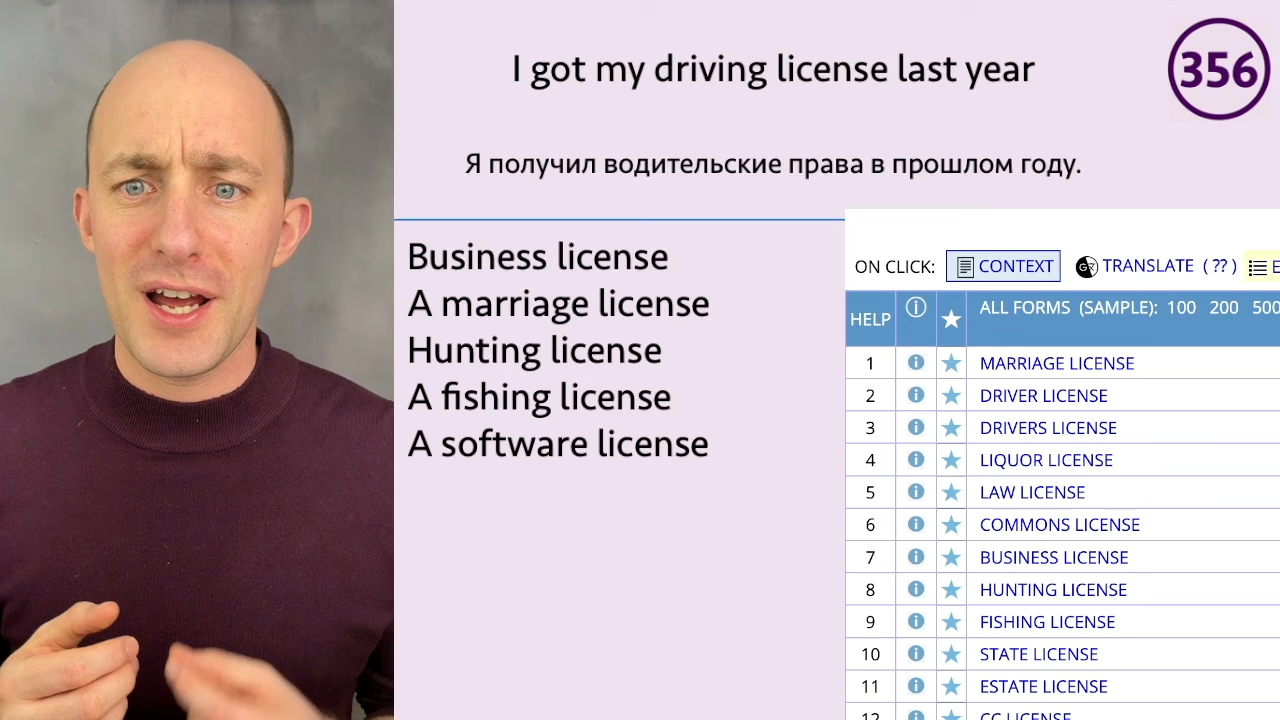 I got my driving license last year
356
Я получил водительские права в прошлом году.
Business license
A marriage license
Hunting license
A fishing license
A software license
ON CLICK: CONTEXT TRANSLATE ( ?? ) E
HELP ALL FORMS (SAMPLE): 100 200 500
1 MARRIAGE LICENSE
2 DRIVER LICENSE
3 DRIVERS LICENSE
4 LIQUOR LICENSE
5 LAW LICENSE
6 COMMONS LICENSE
7 BUSINESS LICENSE
8 HUNTING LICENSE
9 FISHING LICENSE
10 STATE LICENSE
11 ESTATE LICENSE
12 CC LICENSE